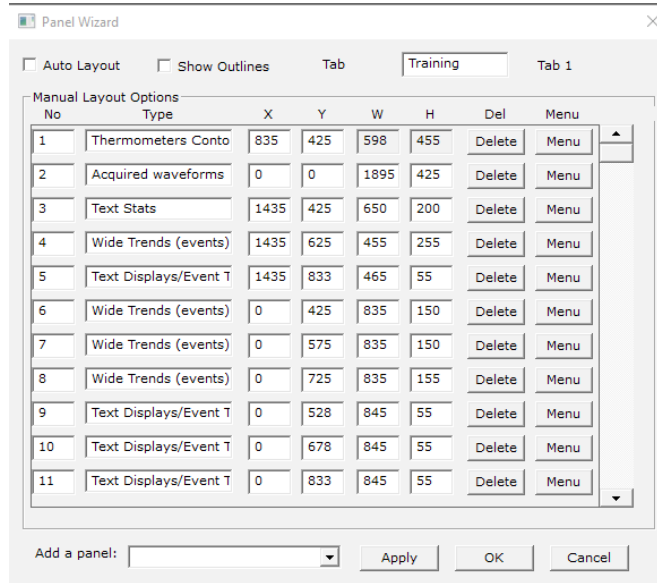 Panel Wizard
Auto Layout Show Outlines Tab Training Tab 1
Manual Layout Options
No Type X Y W H Del Menu
1 Thermometers Conto 835 425 598 455 Delete Menu
2 Acquired waveforms 0 0 1895 425 Delete Menu
3 Text Stats 1435 425 650 200 Delete Menu
4 Wide Trends (events) 1435 625 455 255 Delete Menu
5 Text Displays/Event T 1435 833 465 55 Delete Menu
6 Wide Trends (events) 0 425 835 150 Delete Menu
7 Wide Trends (events) 0 575 835 150 Delete Menu
8 Wide Trends (events) 0 725 835 155 Delete Menu
9 Text Displays/Event T 0 528 845 55 Delete Menu
10 Text Displays/Event T 0 678 845 55 Delete Menu
11 Text Displays/Event T 0 833 845 55 Delete Menu
Add a panel: Apply OK Cancel